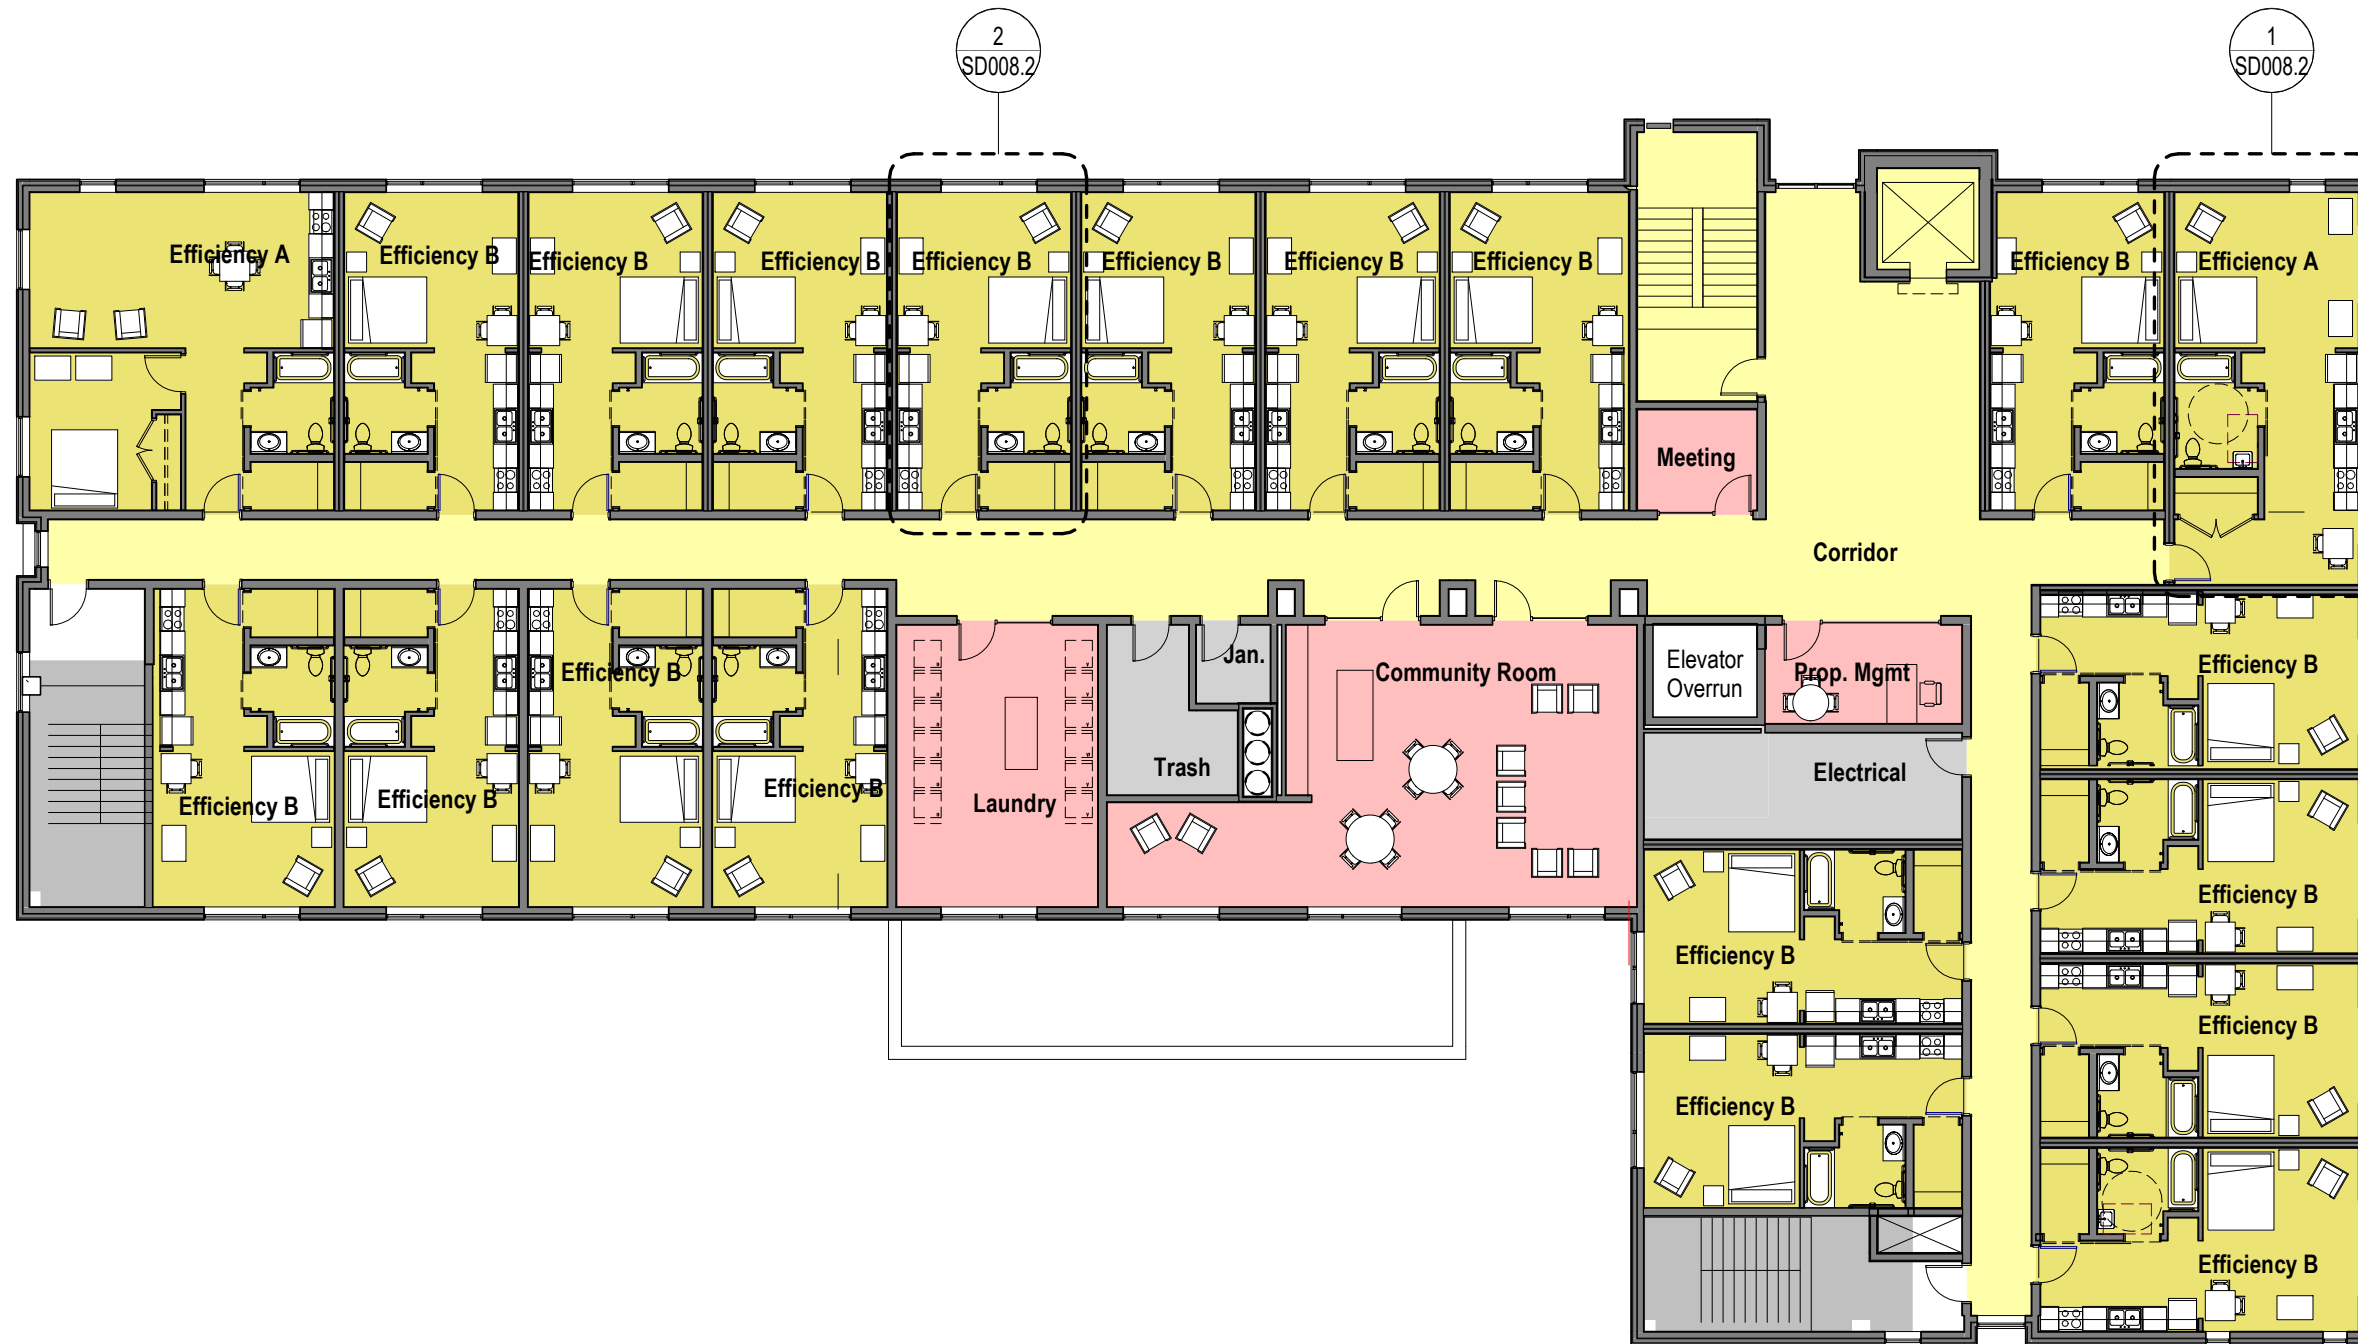 2
SD008.2
1
SD008.2
Efficiency A
Efficiency B
Efficiency B
Efficiency B
Efficiency B
Efficiency B
Efficiency B
Efficiency B
Efficiency B
Efficiency A
Meeting
Corridor
Efficiency B
Efficiency B
Efficiency B
Efficiency B
Laundry
Trash
Jan.
Community Room
Elevator
Overrun
Prop. Mgmt
Electrical
Efficiency B
Efficiency B
Efficiency B
Efficiency B
Efficiency B
Efficiency B